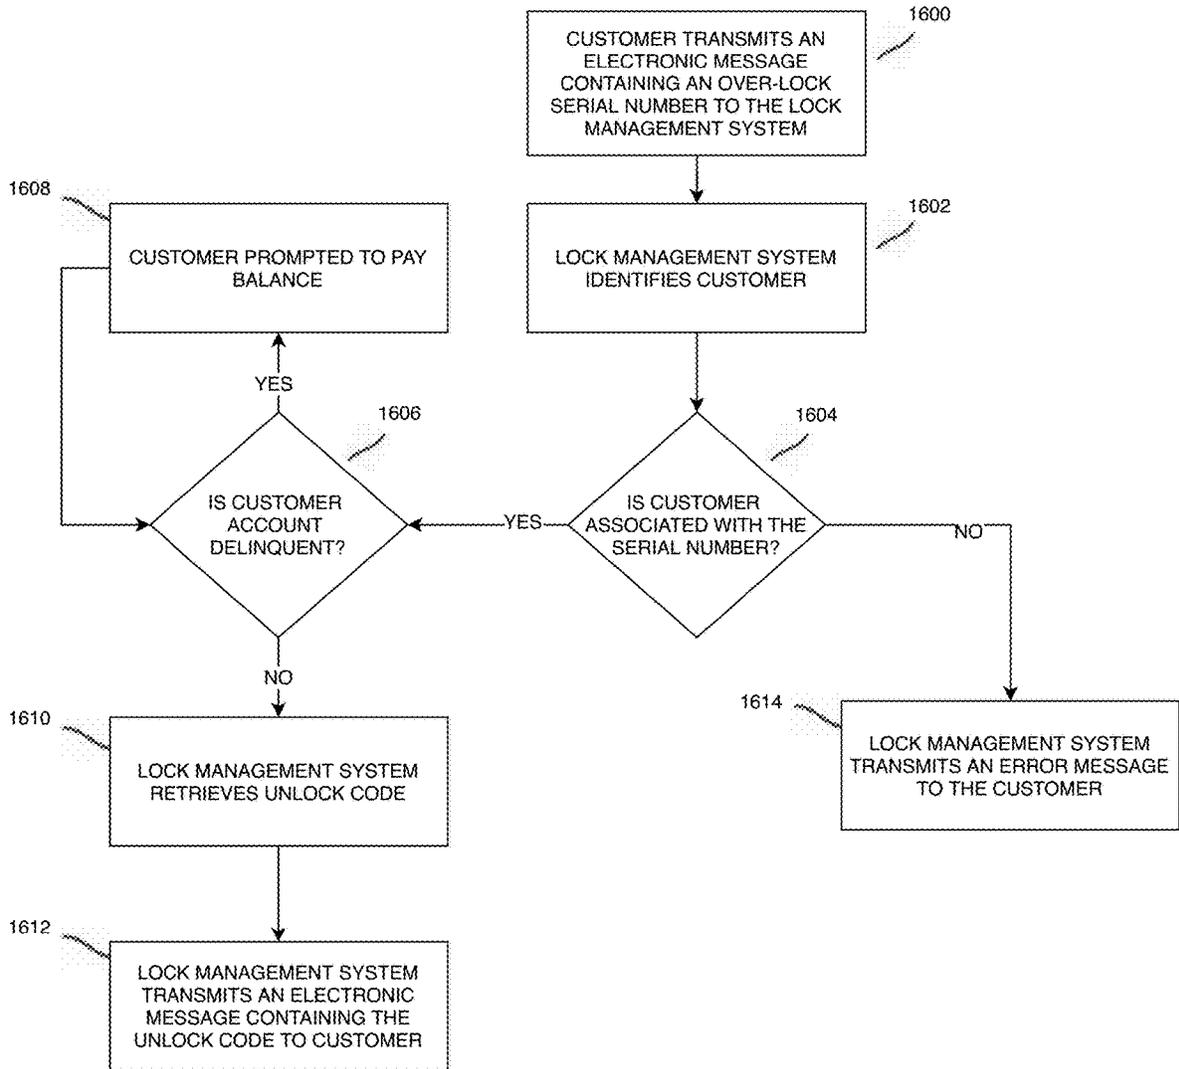 1600
CUSTOMER TRANSMITS AN
ELECTRONIC MESSAGE
CONTAINING AN OVER-LOCK
SERIAL NUMBER TO THE LOCK
MANAGEMENT SYSTEM
1602
LOCK MANAGEMENT SYSTEM
IDENTIFIES CUSTOMER
1608
CUSTOMER PROMPTED TO PAY
BALANCE
YES
1606
IS CUSTOMER
ACCOUNT
DELINQUENT?
YES
1604
IS CUSTOMER
ASSOCIATED WITH THE
SERIAL NUMBER?
NO
NO
1610
LOCK MANAGEMENT SYSTEM
RETRIEVES UNLOCK CODE
1614
LOCK MANAGEMENT SYSTEM
TRANSMITS AN ERROR MESSAGE
TO THE CUSTOMER
1612
LOCK MANAGEMENT SYSTEM
TRANSMITS AN ELECTRONIC
MESSAGE CONTAINING THE
UNLOCK CODE TO CUSTOMER